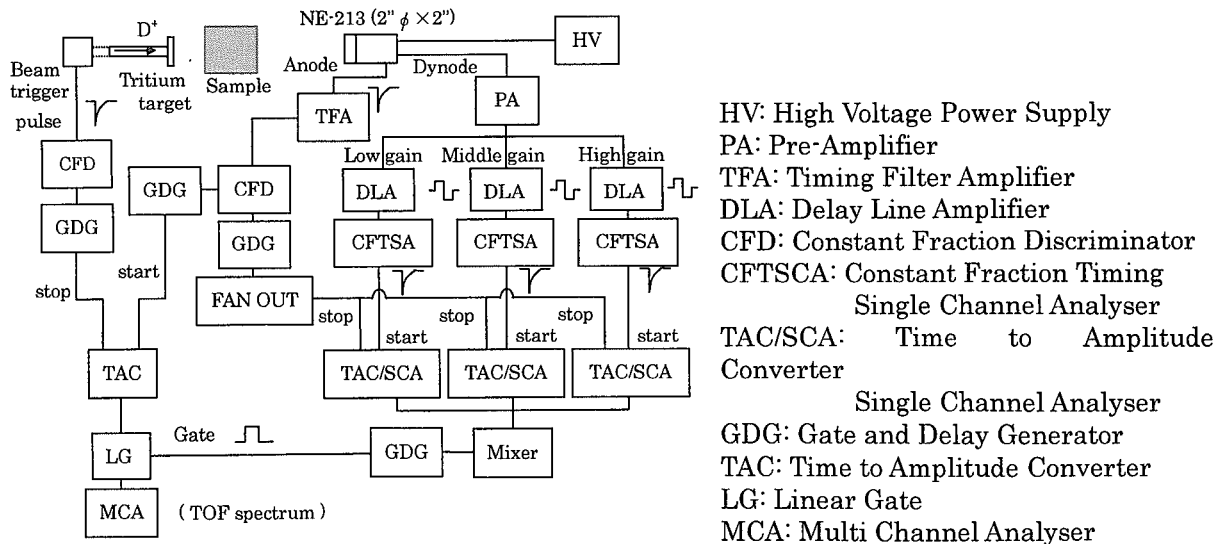 NE-213 (2" φ ×2")
D⁺
HV
Beam
trigger
pulse
Tritium
target
Sample
Anode
Dynode
TFA
PA
Low gain
Middle gain
High gain
CFD
GDG
CFD
DLA
DLA
DLA
GDG
GDG
CFTSA
CFTSA
CFTSA
start
stop
FAN OUT
stop
stop
stop
start
start
start
TAC
TAC/SCA
TAC/SCA
TAC/SCA
Gate
LG
GDG
Mixer
MCA
( TOF spectrum )
HV: High Voltage Power Supply
PA: Pre-Amplifier
TFA: Timing Filter Amplifier
DLA: Delay Line Amplifier
CFD: Constant Fraction Discriminator
CFTSCA: Constant Fraction Timing
Single Channel Analyser
TAC/SCA: Time to Amplitude
Converter
Single Channel Analyser
GDG: Gate and Delay Generator
TAC: Time to Amplitude Converter
LG: Linear Gate
MCA: Multi Channel Analyser